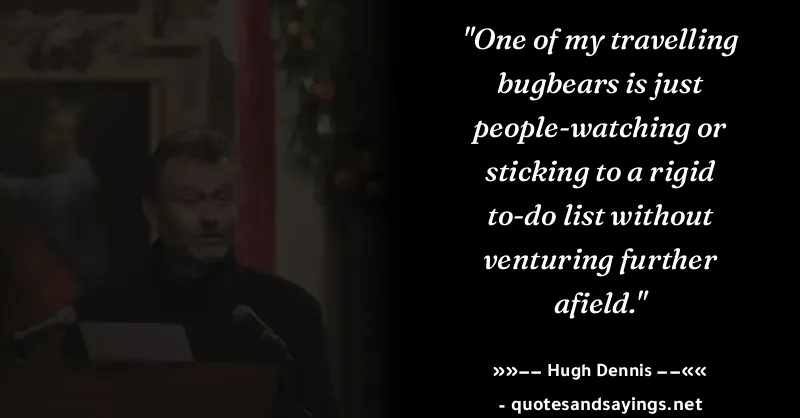 "One of my travelling
bugbears is just
people-watching or
sticking to a rigid
to-do list without
venturing further
afield."
»»–– Hugh Dennis ––««
- quotesandsayings.net